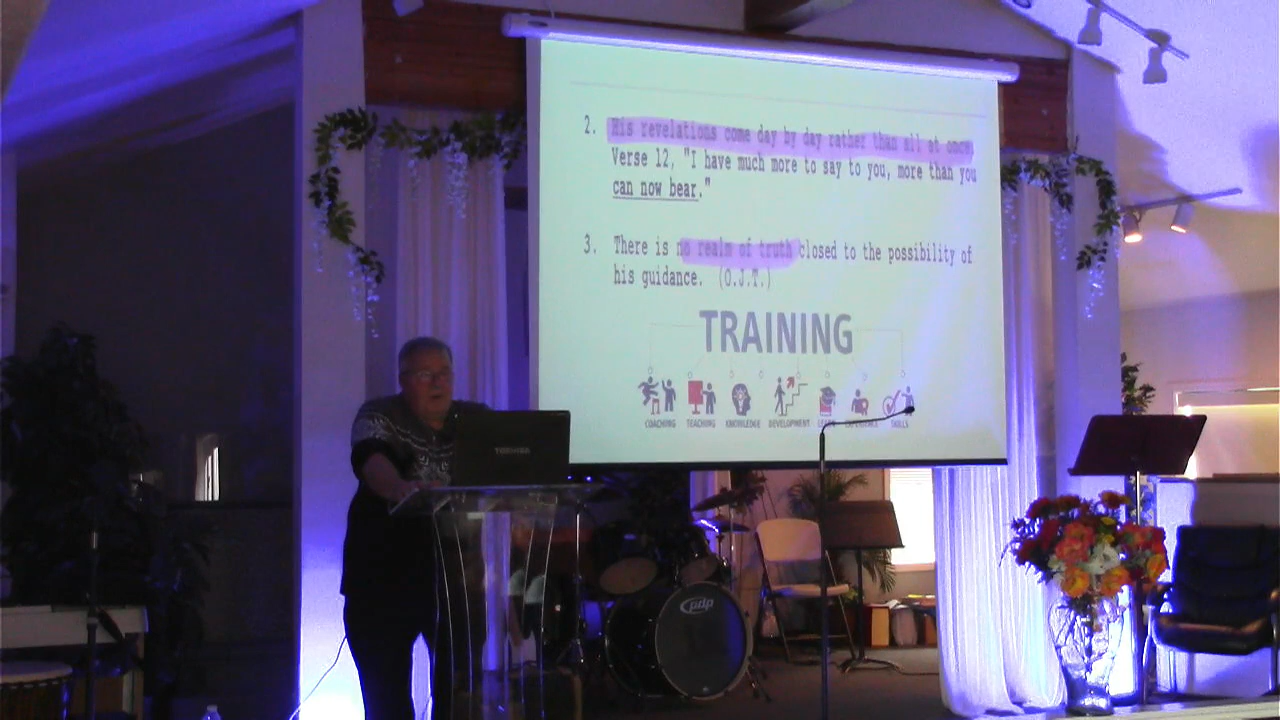 2. His revelations come day by day rather than all at once.
Verse 12, "I have much more to say to you, more than you
can now bear."
3. There is no realm of truth closed to the possibility of
his guidance. (O.J.T.)
TRAINING
COACHING TEACHING KNOWLEDGE DEVELOPMENT EXPERIENCE SKILLS
TOSHIBA
pdp